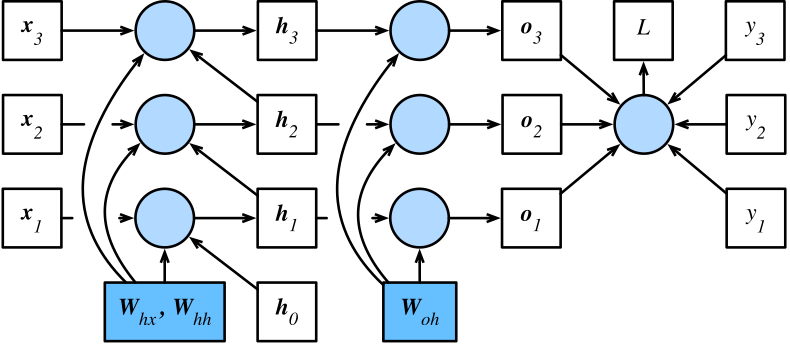 x3 h3 o3 L y3
x2 h2 o2 y2
x1 h1 o1 y1
Whx, Whh h0 Woh